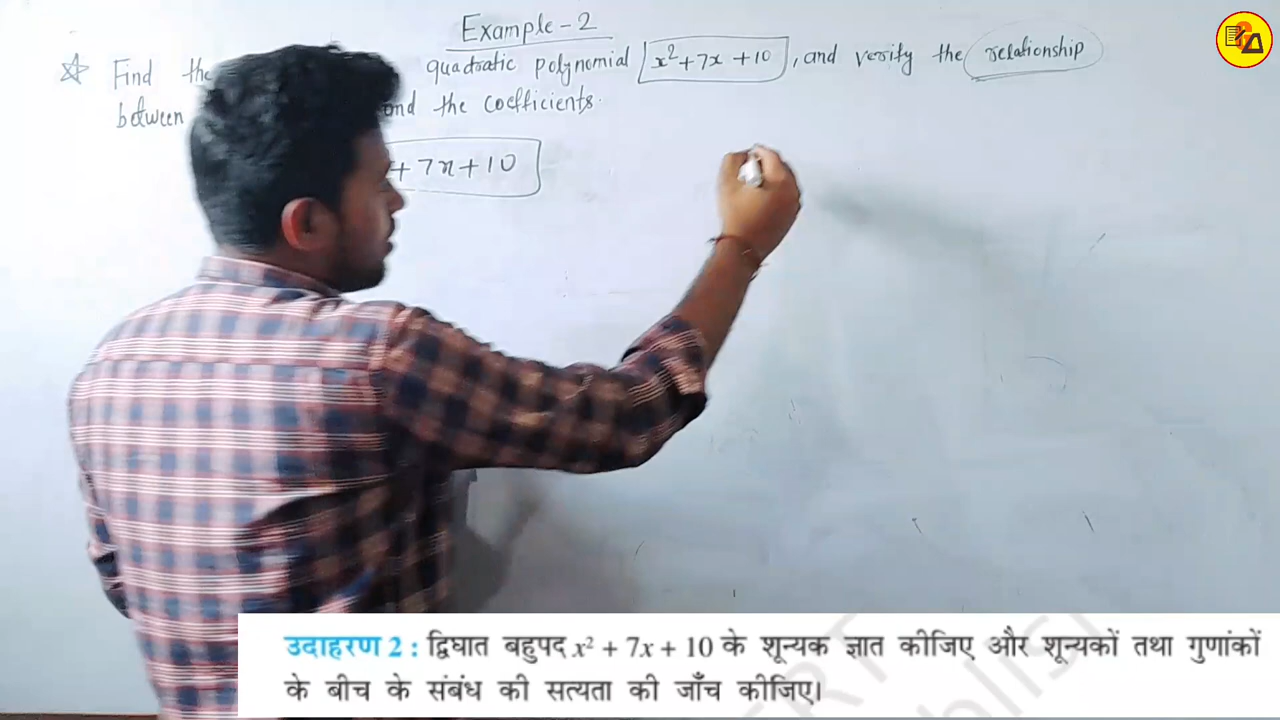 Example-2
☆ Find the quadratic polynomial x²+7x+10, and verify the relationship
between and the coefficients.
+7x+10
उदाहरण 2 : द्विघात बहुपद x² + 7x + 10 के शून्यक ज्ञात कीजिए और शून्यकों तथा गुणांकों
के बीच के संबंध की सत्यता की जाँच कीजिए।